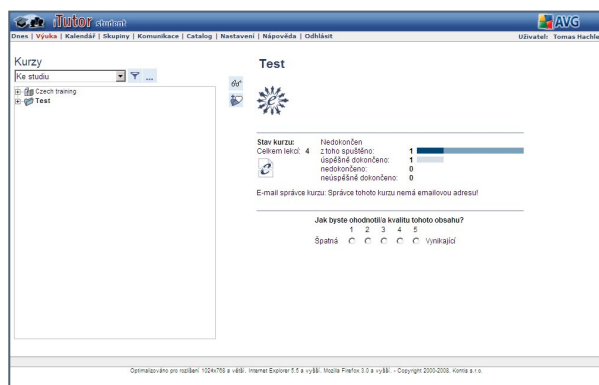 iTutor student
AVG
Dnes | Výuka | Kalendář | Skupiny | Komunikace | Catalog | Nastavení | Nápověda | Odhlásit
Uživatel: Tomas Hachle
Kurzy
Ke studiu
...
Czech training
Test
Test
Stav kurzu: Nedokončen
Celkem lekcí: 4 z toho spuštěno: 1
úspěšně dokončeno: 1
nedokončeno: 0
neúspěšně dokončeno: 0
E-mail správce kurzu: Správce tohoto kurzu nemá emailovou adresu!
Jak byste ohodnotil/a kvalitu tohoto obsahu?
1 2 3 4 5
Špatná Vynikající
Optimalizováno pro rozlišení 1024x768 a větší. Internet Explorer 5.5 a vyšší, Mozilla Firefox 3.0 a vyšší. - Copyright 2000-2008, Kontis s.r.o.